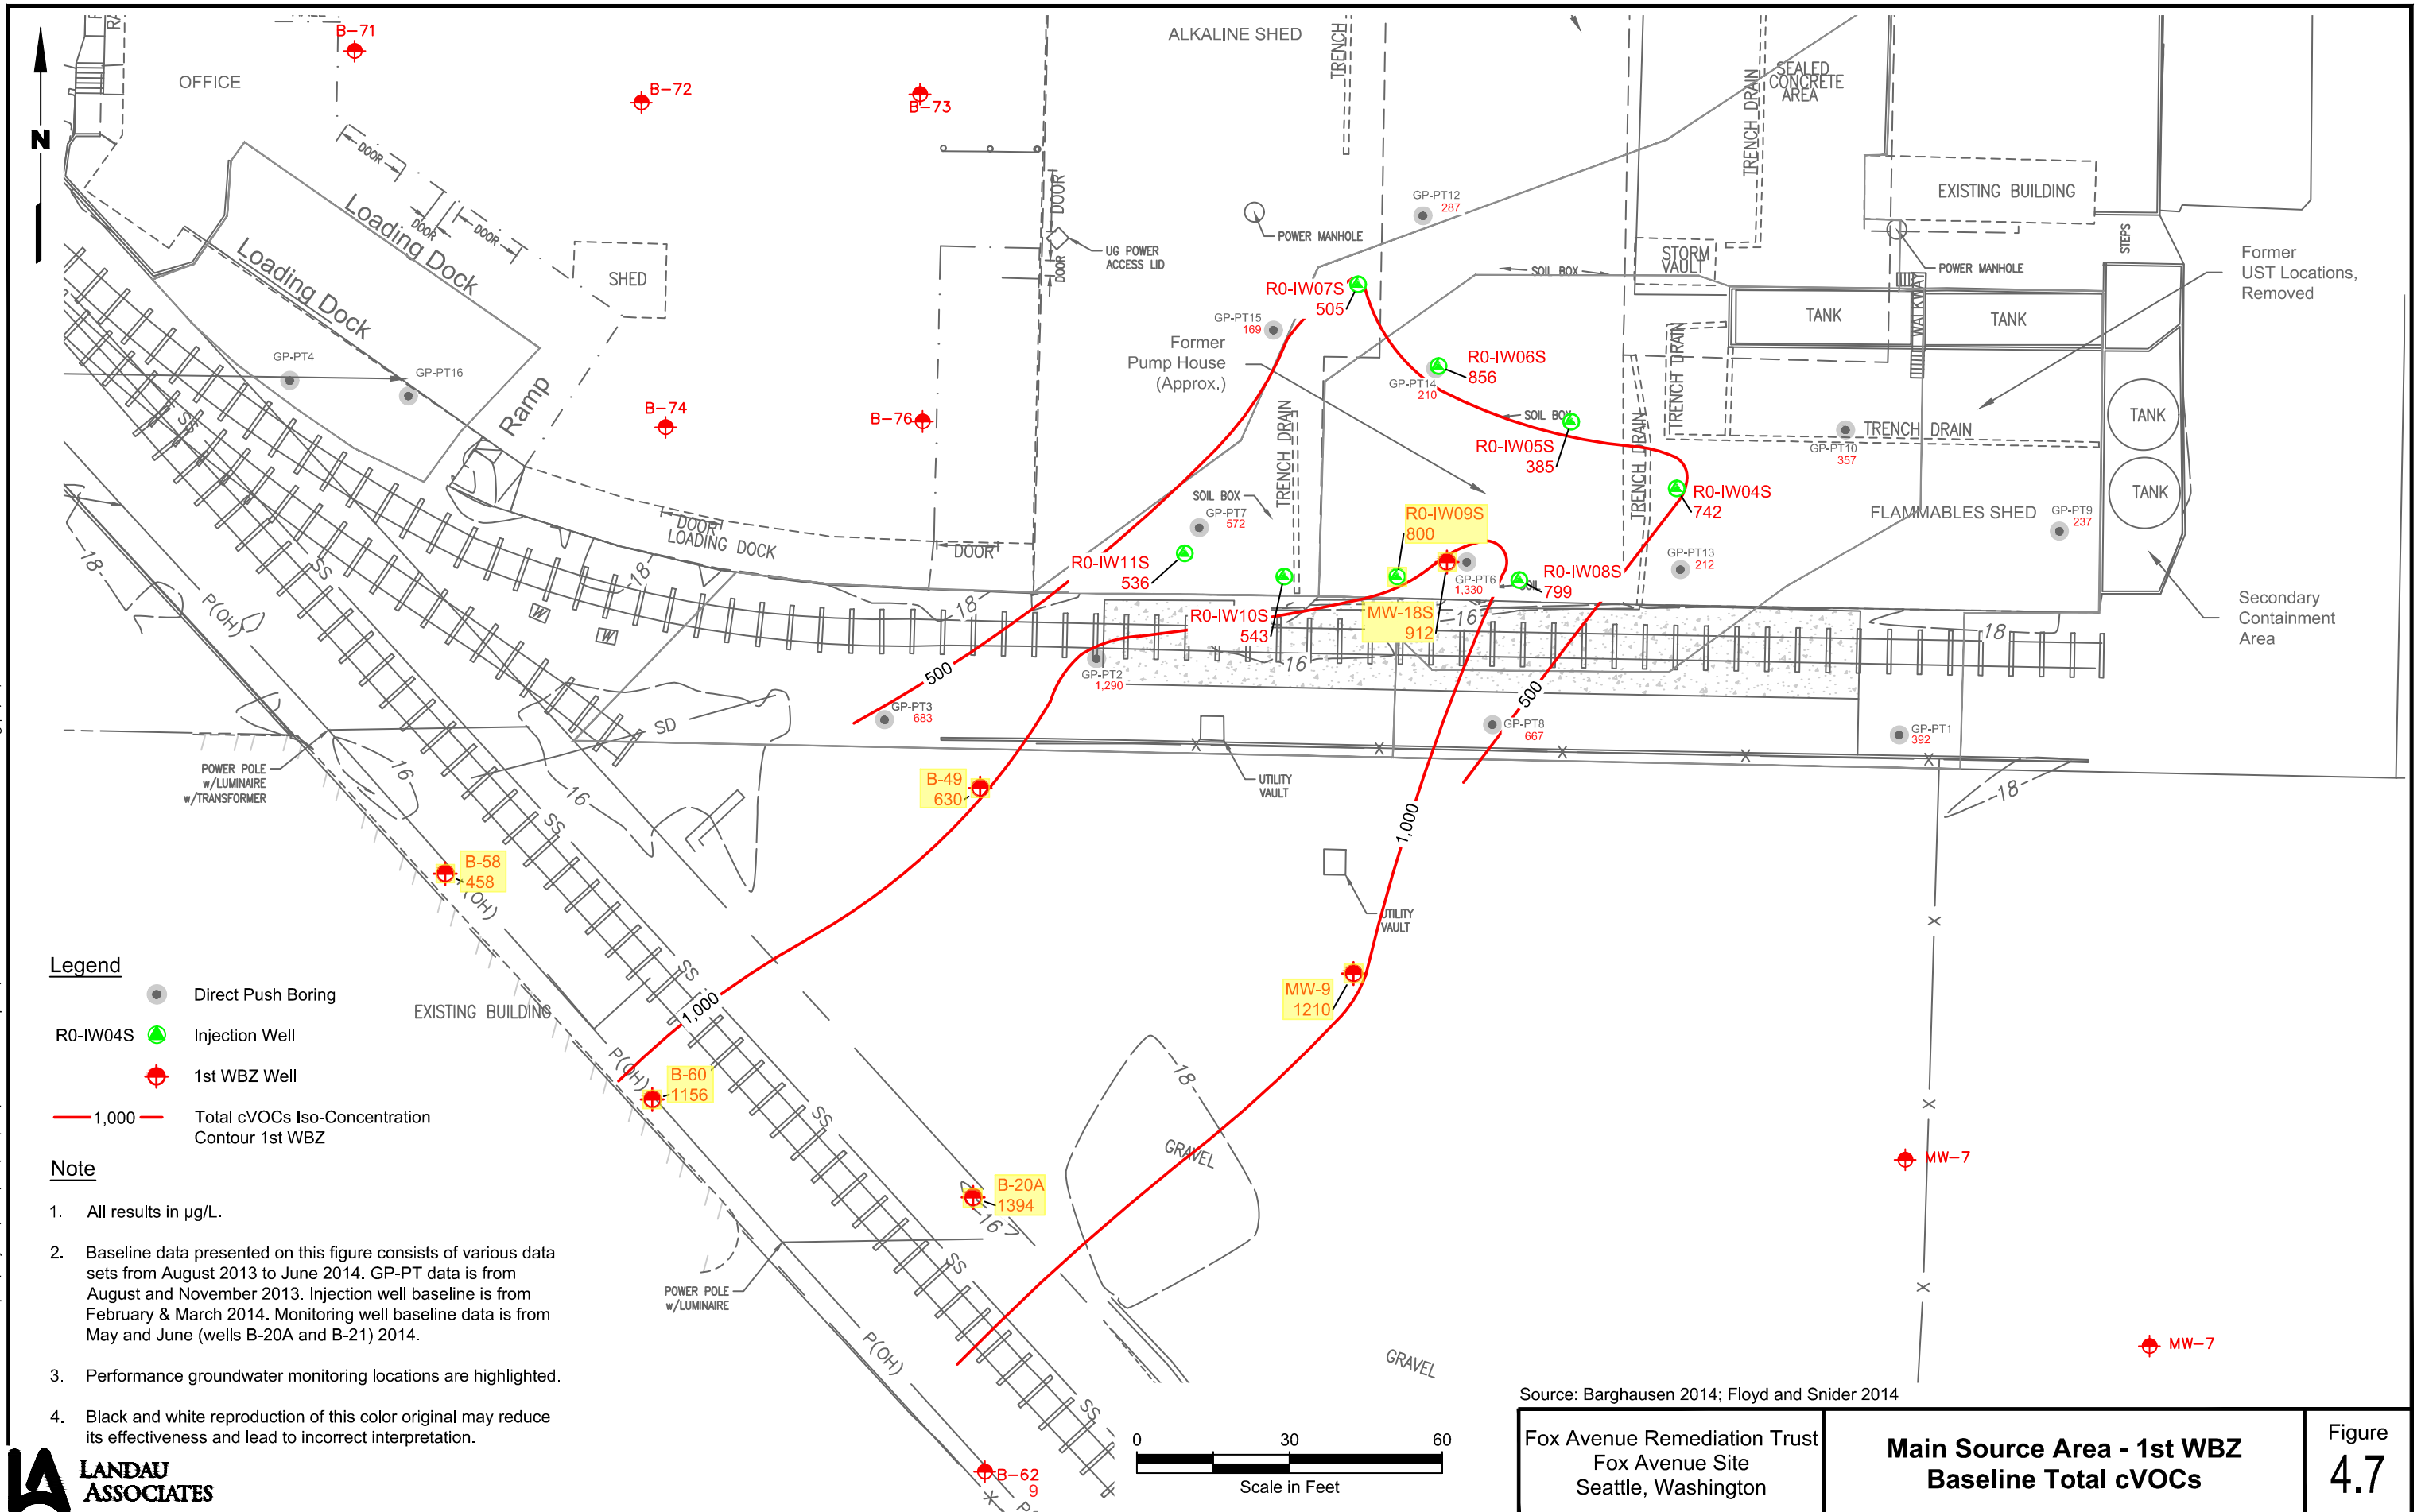 B-71
OFFICE
B-72
B-73
ALKALINE SHED
TRENCH
TRENCH DRAIN
SEALED
CONCRETE
AREA
N
DOOR
DOOR
DOOR
Loading Dock
Loading Dock
SHED
DOOR
DOOR
UG POWER
ACCESS LID
POWER MANHOLE
GP-PT12
287
EXISTING BUILDING
STORM
VAULT
SOIL BOX
POWER MANHOLE
STEPS
Former
UST Locations,
Removed
R0-IW07S
505
GP-PT15
169
Former
Pump House
(Approx.)
R0-IW06S
856
GP-PT14
210
TANK
TANK
WALKWAY
TRENCH DRAIN
GP-PT4
GP-PT16
Ramp
B-74
B-76
SOIL BOX
R0-IW05S
385
TRENCH DRAIN
TRENCH DRAIN
TRENCH DRAIN
GP-PT10
357
TANK
TANK
R0-IW04S
742
FLAMMABLES SHED
GP-PT9
237
SOIL BOX
GP-PT7
572
R0-IW09S
800
DOOR
LOADING DOCK
DOOR
R0-IW11S
536
GP-PT6
1,330
R0-IW08S
799
SOIL
GP-PT13
212
R0-IW10S
543
MW-18S
912
Secondary
Containment
Area
18
18
18
16
16
18
SS
SS
P(OH)
W
W
GP-PT2
1,290
500
500
GP-PT3
683
SD
GP-PT8
667
GP-PT1
392
POWER POLE
w/LUMINAIRE
w/TRANSFORMER
16
16
UTILITY
VAULT
X X X X X
18
B-49
630
1,000
SS
B-58
458
(OH)
UTILITY
VAULT
X
SS
MW-9
1210
1,000
EXISTING BUILDING
P(OH)
B-60
1156
SS
18
GRAVEL
X
MW-7
B-20A
1394
16
SS
X
POWER POLE
w/LUMINAIRE
P(OH)
MW-7
GRAVEL
SS
B-62
9
X
P
Legend
Direct Push Boring
R0-IW04S Injection Well
1st WBZ Well
1,000 Total cVOCs Iso-Concentration
Contour 1st WBZ
Note
1. All results in µg/L.
2. Baseline data presented on this figure consists of various data
sets from August 2013 to June 2014. GP-PT data is from
August and November 2013. Injection well baseline is from
February & March 2014. Monitoring well baseline data is from
May and June (wells B-20A and B-21) 2014.
3. Performance groundwater monitoring locations are highlighted.
4. Black and white reproduction of this color original may reduce
its effectiveness and lead to incorrect interpretation.
LA LANDAU
ASSOCIATES
0 30 60
Scale in Feet
Source: Barghausen 2014; Floyd and Snider 2014
Fox Avenue Remediation Trust
Fox Avenue Site
Seattle, Washington
Main Source Area - 1st WBZ
Baseline Total cVOCs
Figure
4.7